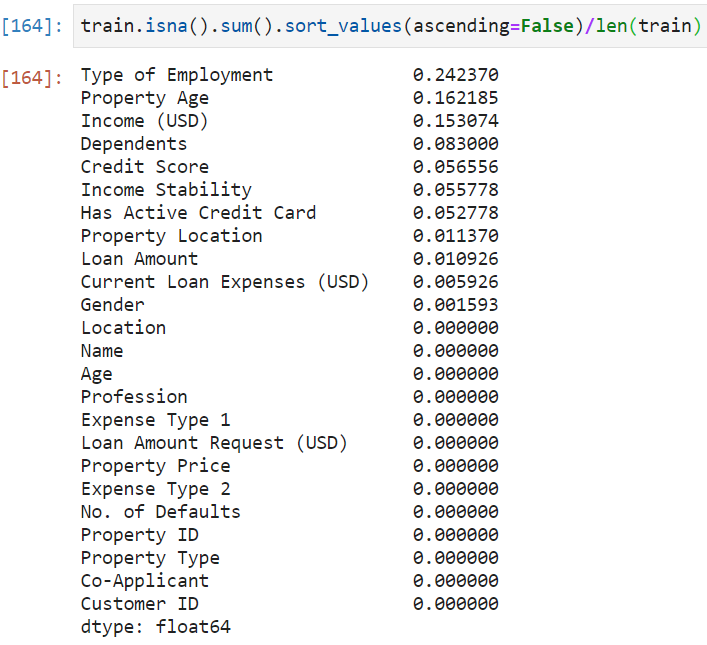 [164]: train.isna().sum().sort_values(ascending=False)/len(train)
[164]: Type of Employment 0.242370
Property Age 0.162185
Income (USD) 0.153074
Dependents 0.083000
Credit Score 0.056556
Income Stability 0.055778
Has Active Credit Card 0.052778
Property Location 0.011370
Loan Amount 0.010926
Current Loan Expenses (USD) 0.005926
Gender 0.001593
Location 0.000000
Name 0.000000
Age 0.000000
Profession 0.000000
Expense Type 1 0.000000
Loan Amount Request (USD) 0.000000
Property Price 0.000000
Expense Type 2 0.000000
No. of Defaults 0.000000
Property ID 0.000000
Property Type 0.000000
Co-Applicant 0.000000
Customer ID 0.000000
dtype: float64